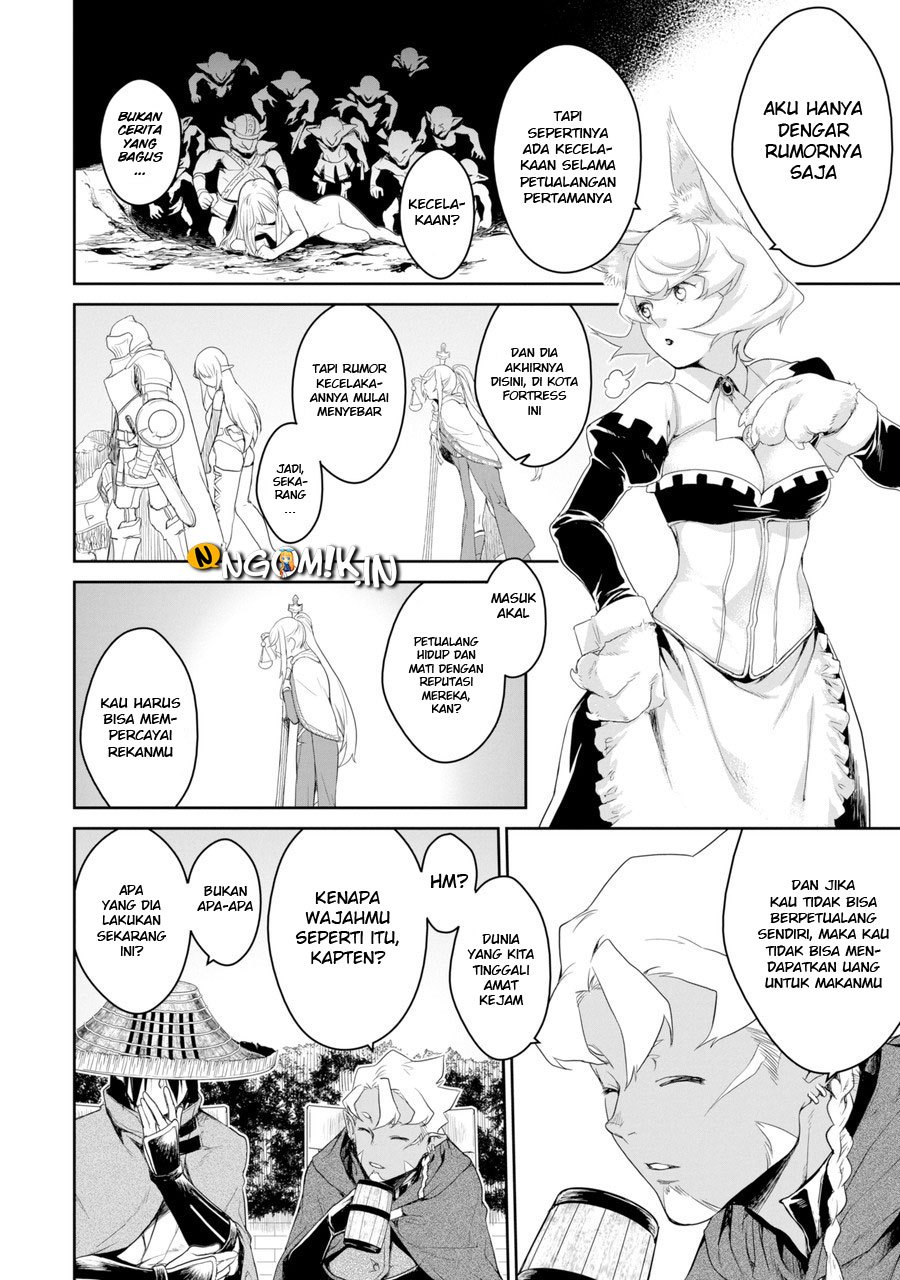 AKU HANYA
DENGAR
RUMORNYA
SAJA
TAPI
SEPERTINYA
ADA KECELA-
KAAN SELAMA
PETUALANGAN
PERTAMANYA
KECELA-
KAAN?
BUKAN
CERITA
YANG
BAGUS
...
DAN DIA
AKHIRNYA
DISINI, DI KOTA
FORTRESS
INI
TAPI RUMOR
KECELAKA-
ANNYA MULAI
MENYEBAR
JADI,
SEKA-
RANG
...
N NGOM!K.IN
MASUK
AKAL
PETUALANG
HIDUP DAN
MATI DENGAN
REPUTASI
MEREKA,
KAN?
KAU HARUS
BISA MEM-
PERCAYAI
REKANMU
DAN JIKA
KAU TIDAK BISA
BERPETUALANG
SENDIRI, MAKA KAU
TIDAK BISA MEN-
DAPATKAN UANG
UNTUK MAKANMU
DUNIA
YANG KITA
TINGGALI
AMAT
KEJAM
HM?
KENAPA
WAJAHMU
SEPERTI ITU,
KAPTEN?
BUKAN
APA-APA
APA
YANG DIA
LAKUKAN
SEKARANG
INI?